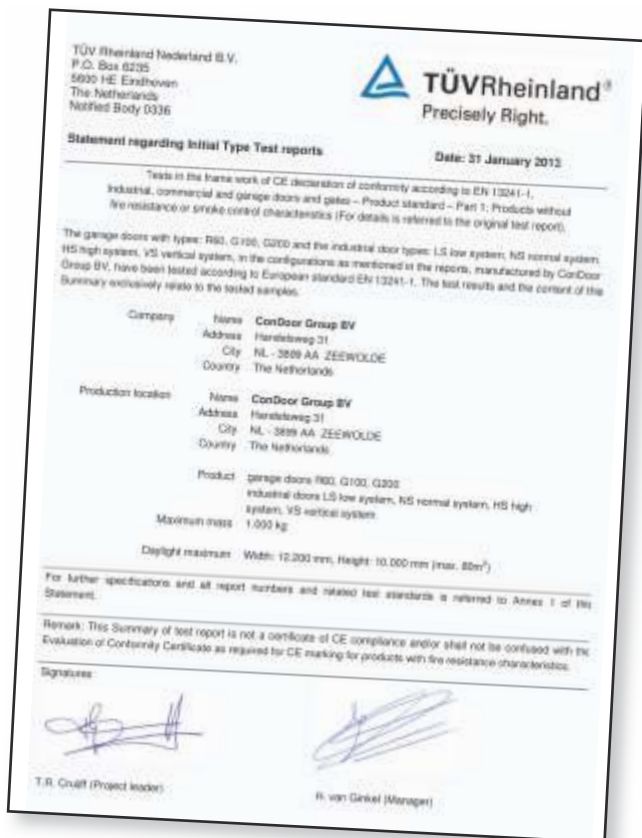 TÜV Rheinland Nederland B.V.
P.O. Box 6235
5600 HE Eindhoven
The Netherlands
Notified Body 0336
TÜVRheinland®
Precisely Right.
Statement regarding Initial Type Test reports
Date: 31 January 2013
Tests in the frame work of CE declaration of conformity according to EN 13241-1,
Industrial, commercial and garage doors and gates – Product standard – Part 1: Products without
fire resistance or smoke control characteristics (For details is referred to the original test report).
The garage doors with types: R60, G100, G200 and the industrial door types: LS low system, NS normal system,
HS high system, VS vertical system, in the configurations as mentioned in the reports, manufactured by ConDoor
Group BV, have been tested according to European standard EN 13241-1. The test results and the content of this
Summary exclusively relate to the tested samples.
Company Name ConDoor Group BV
Address Handelsweg 31
City NL - 3899 AA ZEEWOLDE
Country The Netherlands
Production location Name ConDoor Group BV
Address Handelsweg 31
City NL - 3899 AA ZEEWOLDE
Country The Netherlands
Product garage doors R60, G100, G200
industrial doors LS low system, NS normal system, HS high
system, VS vertical system
Maximum mass 1.000 kg
Daylight maximum Width: 12.200 mm, Height: 10.000 mm (max. 80m²)
For further specifications and all report numbers and related test standards is referred to Annex 1 of this
Statement.
Remark: This Summary of test report is not a certificate of CE compliance and/or shall not be confused with the
Evaluation of Conformity Certificate as required for CE marking for products with fire resistance characteristics.
Signatures
T.R. Cruijff (Project leader)
R. van Ginkel (Manager)